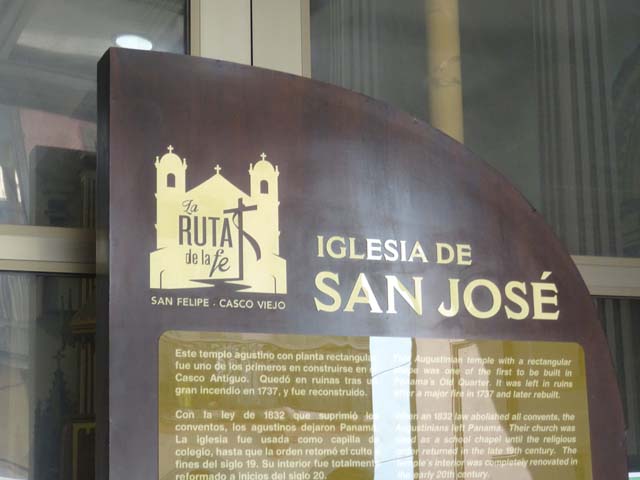 La
RUTA
de la fe
SAN FELIPE · CASCO VIEJO
IGLESIA DE
SAN JOSÉ
Este templo agustino con planta rectangular
fue uno de los primeros en construirse en
Casco Antiguo. Quedó en ruinas tras un
gran incendio en 1737, y fue reconstruido.
Con la ley de 1832 que suprimió los
conventos, los agustinos dejaron Panamá.
La iglesia fue usada como capilla de
colegio, hasta que la orden retomó el culto
fines del siglo 19. Su interior fue totalmente
reformado a inicios del siglo 20.
Augustinian temple with a rectangular
was one of the first to be built in
Panama's Old Quarter. It was left in ruins
after a major fire in 1737 and later rebuilt.
When an 1832 law abolished all convents, the
Augustinians left Panama. Their church was
used as a school chapel until the religious
order returned in the late 19th century. The
temple's interior was completely renovated in
the early 20th century.